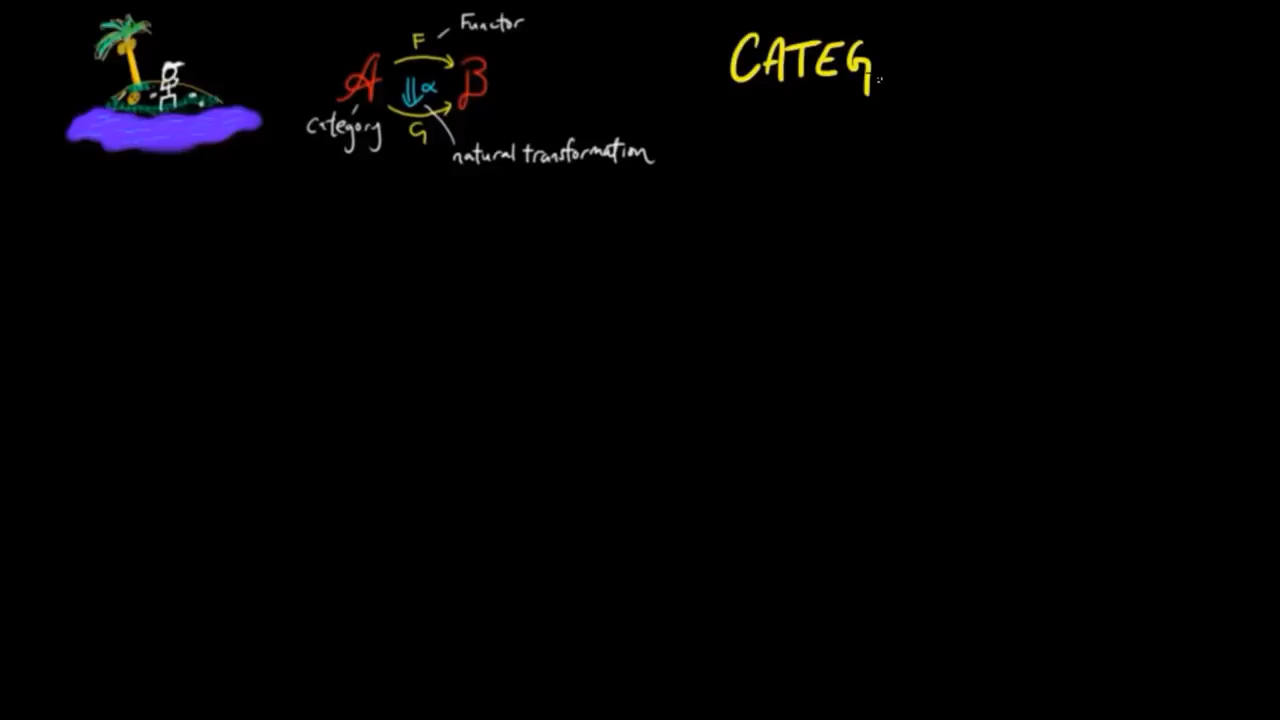 Functor
F
CATEG
A B
α
category
G
natural transformation